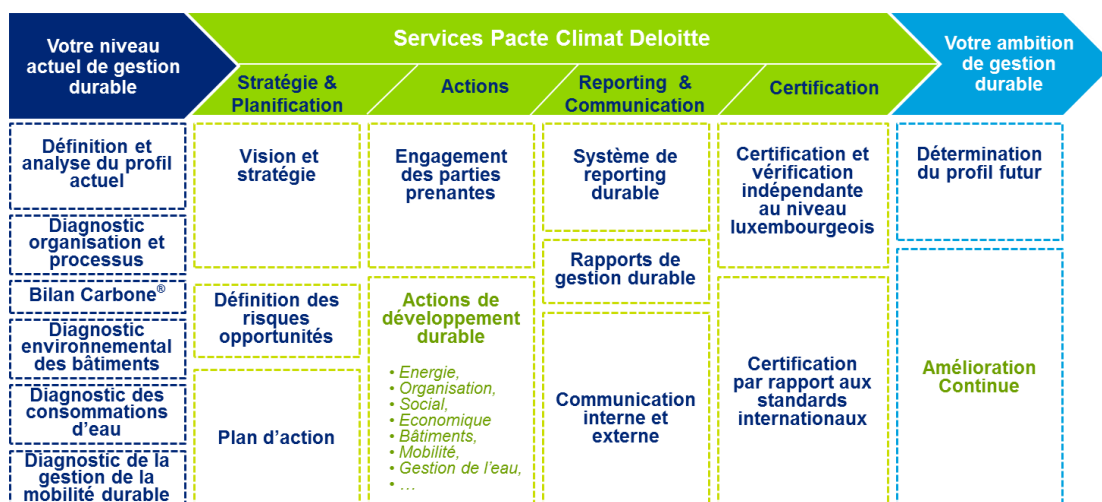 Votre niveau
actuel de gestion
durable
Services Pacte Climat Deloitte
Stratégie &
Planification
Actions
Reporting &
Communication
Certification
Votre ambition
de gestion
durable
Définition et
analyse du profil
actuel
Diagnostic
organisation et
processus
Bilan Carbone®
Diagnostic
environnemental
des bâtiments
Diagnostic des
consommations
d’eau
Diagnostic de la
gestion de la
mobilité durable
Vision et
stratégie
Définition des
risques
opportunités
Plan d’action
Engagement
des parties
prenantes
Actions de
développement
durable
• Energie,
• Organisation,
• Social,
• Economique
• Bâtiments,
• Mobilité,
• Gestion de l’eau,
• …
Système de
reporting
durable
Rapports de
gestion durable
Communication
interne et
externe
Certification et
vérification
indépendante
au niveau
luxembourgeois
Certification
par rapport aux
standards
internationaux
Détermination
du profil futur
Amélioration
Continue